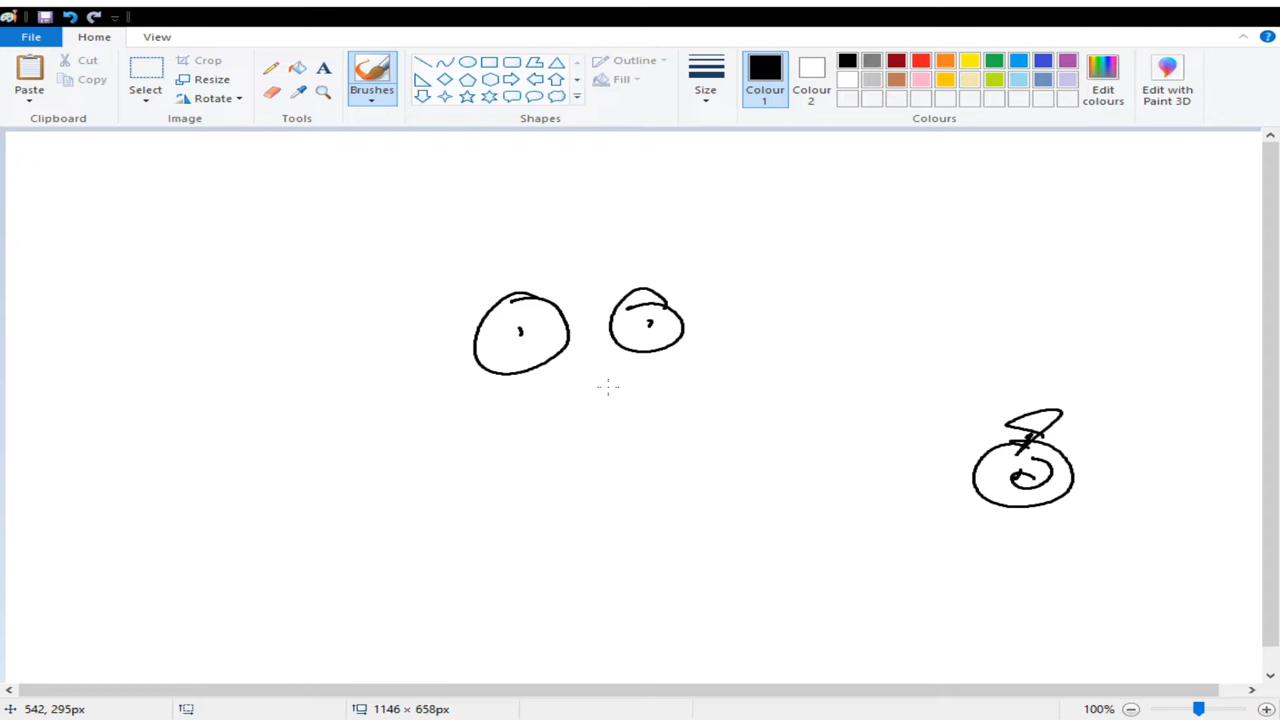 File Home View
Paste Cut Copy
Clipboard
Select Crop Resize Rotate
Image
Tools
Brushes
Outline Fill
Shapes
Size
Colour 1
Colour 2
Edit colours
Colours
Edit with Paint 3D
542, 295px 1146 × 658px 100%